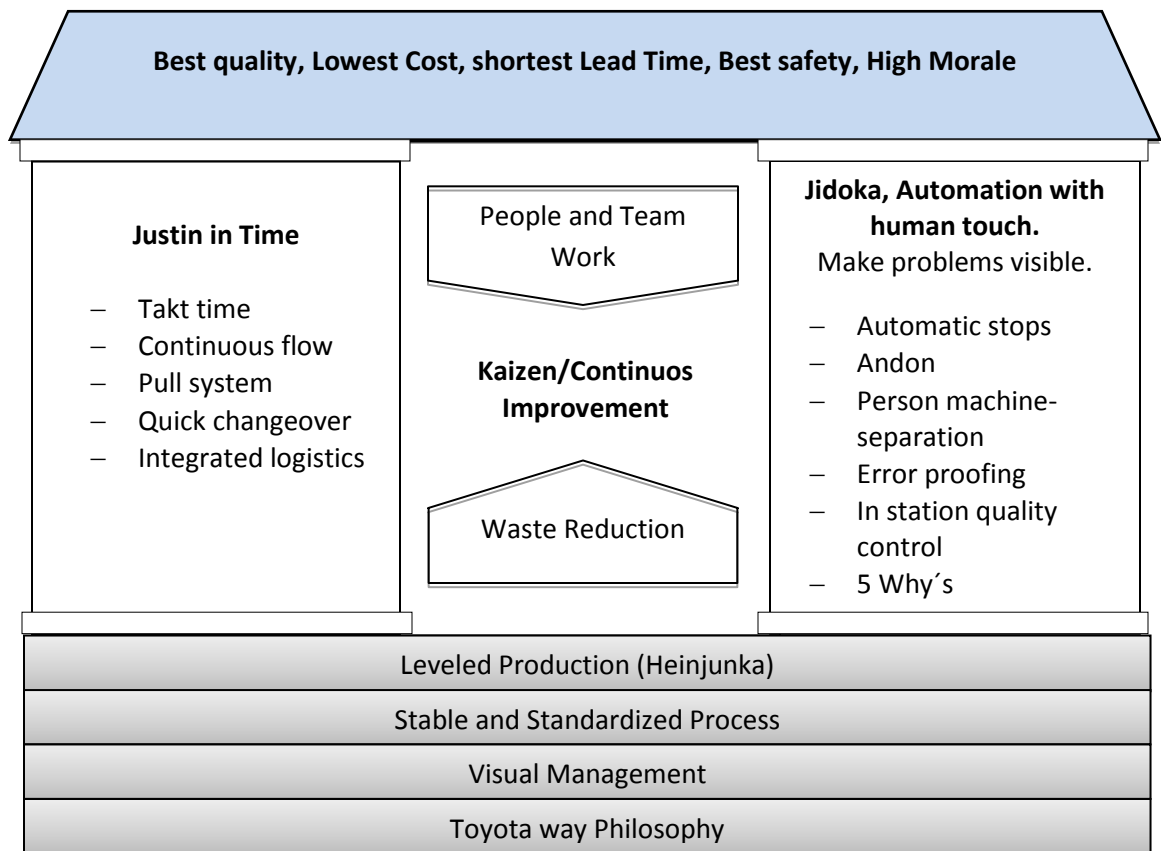 Best quality, Lowest Cost, shortest Lead Time, Best safety, High Morale
Justin in Time
– Takt time
– Continuous flow
– Pull system
– Quick changeover
– Integrated logistics
People and Team
Work
Kaizen/Continuos
Improvement
Waste Reduction
Jidoka, Automation with
human touch.
Make problems visible.
– Automatic stops
– Andon
– Person machine-
separation
– Error proofing
– In station quality
control
– 5 Why´s
Leveled Production (Heinjunka)
Stable and Standardized Process
Visual Management
Toyota way Philosophy